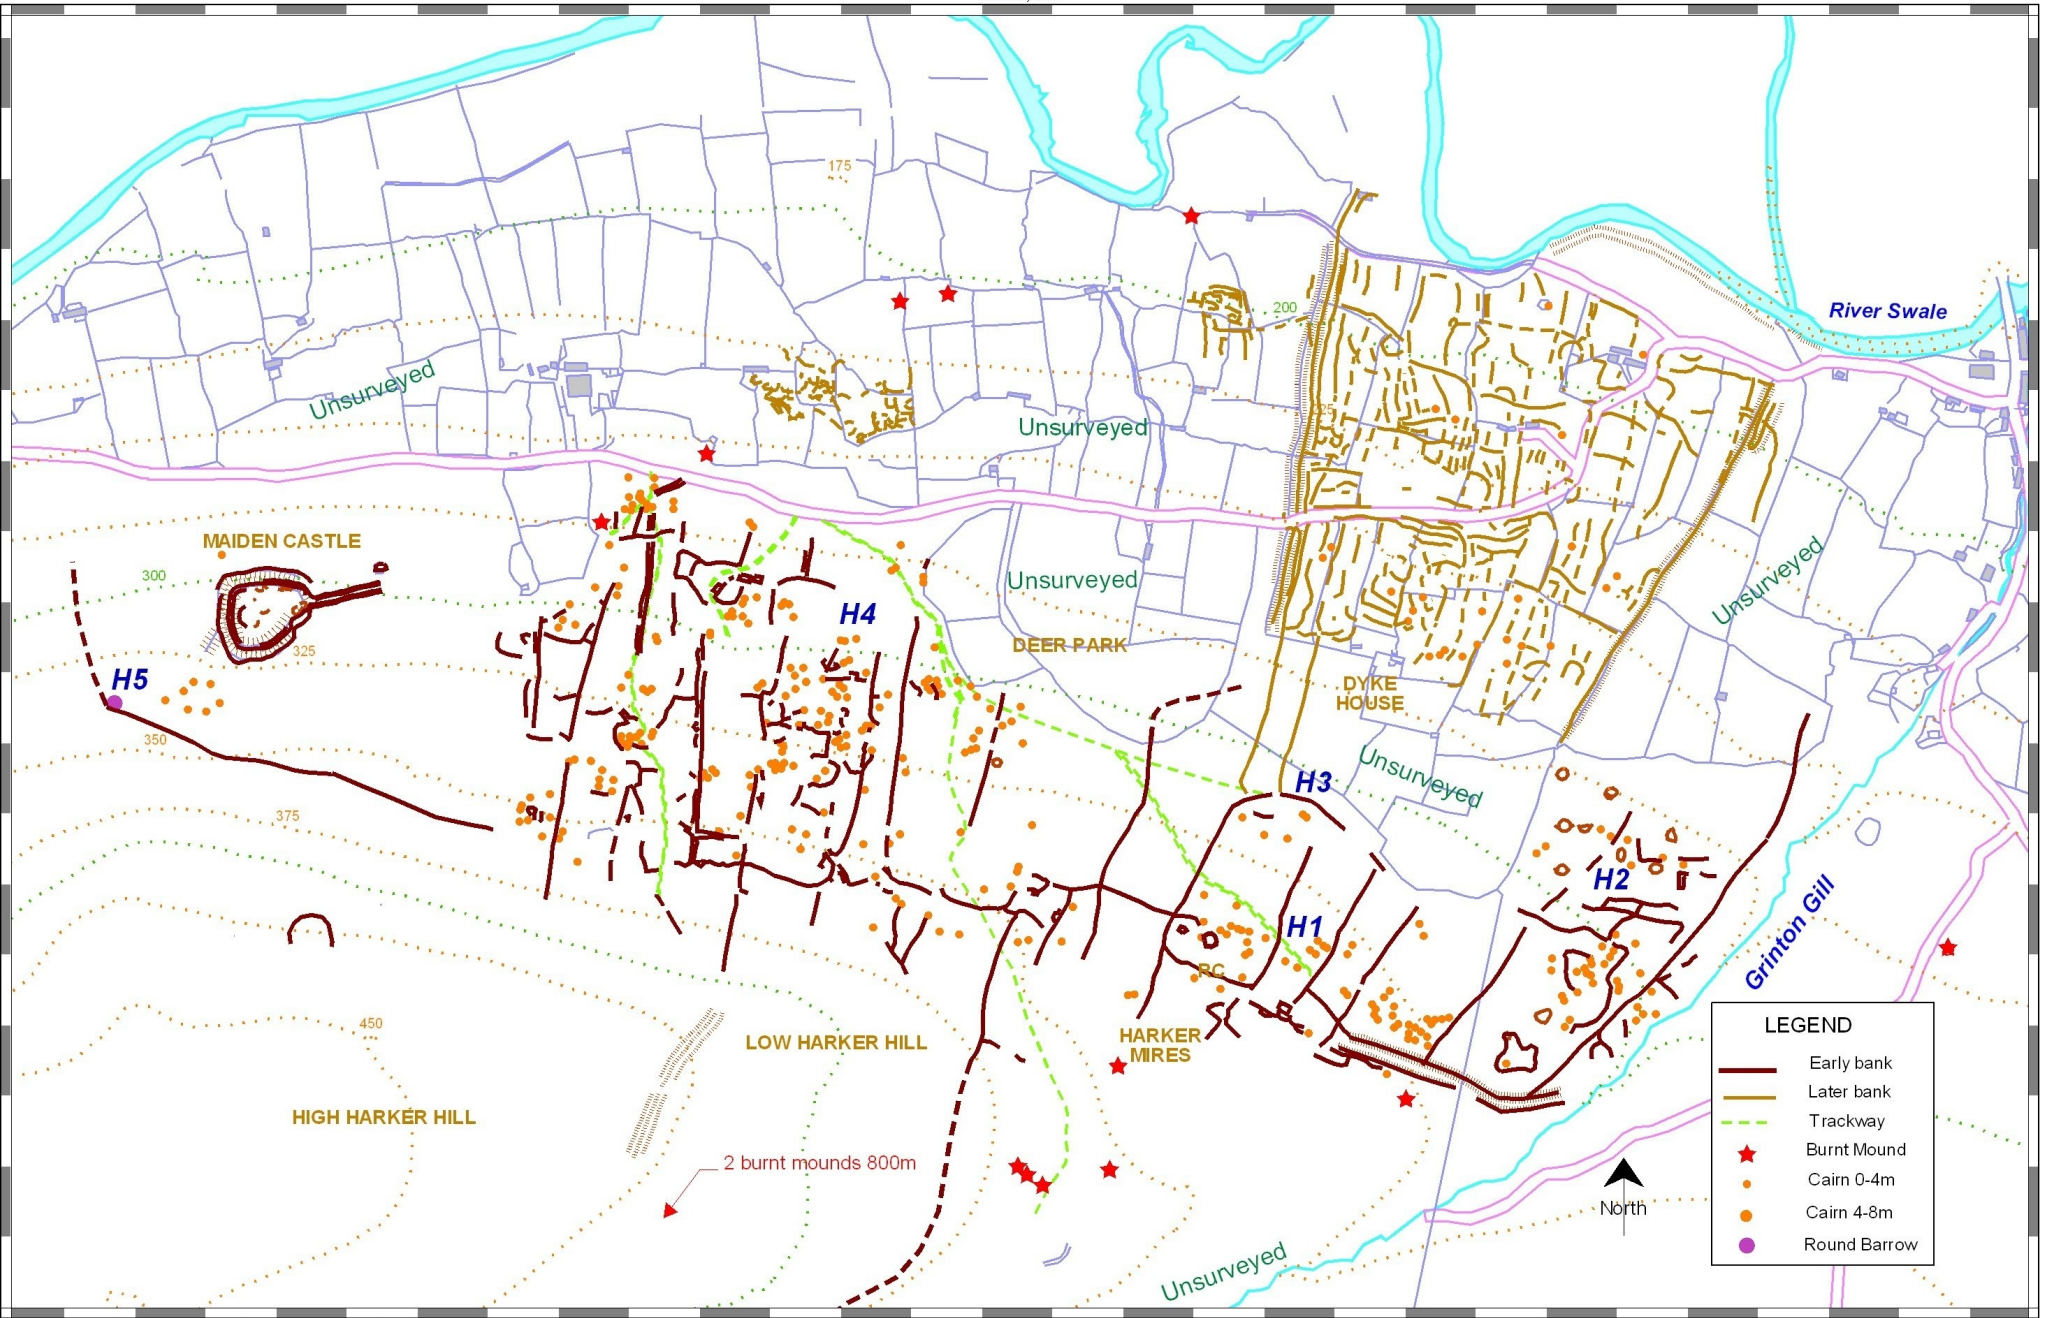 175
River Swale
200
Unsurveyed
225
Unsurveyed
MAIDEN CASTLE
300
Unsurveyed
Unsurveyed
H4
DEER PARK
325
H5
DYKE
HOUSE
350
Unsurveyed
H3
375
H2
H1
Grinton Gill
RC
450
LOW HARKER HILL
HARKER
MIRES
HIGH HARKER HILL
2 burnt mounds 800m
North
Unsurveyed
LEGEND
Early bank
Later bank
Trackway
Burnt Mound
Cairn 0-4m
Cairn 4-8m
Round Barrow